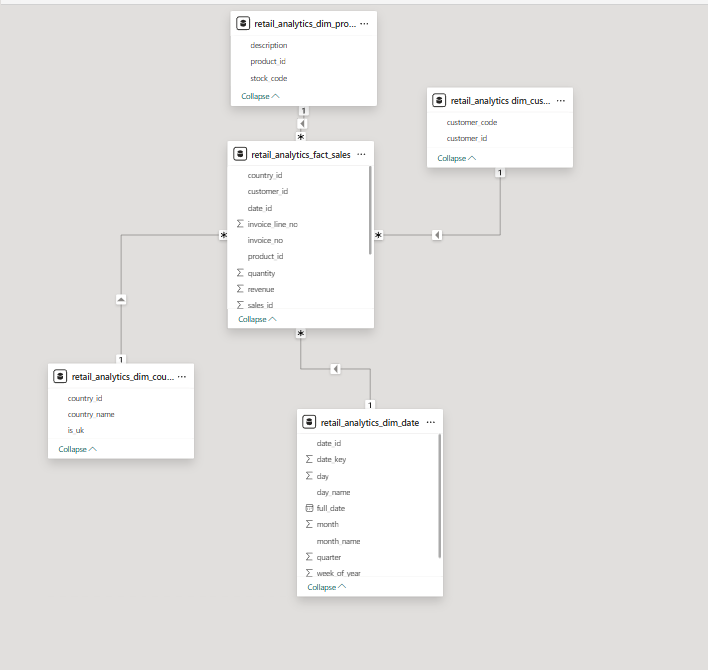 retail_analytics_dim_pro... ...
description
product_id
stock_code
Collapse
1
*
retail_analytics dim_cus... ...
customer_code
customer_id
Collapse
1
retail_analytics_fact_sales ...
country_id
customer_id
date_id
invoice_line_no
invoice_no
product_id
quantity
revenue
sales_id
Collapse
*
*
*
1
retail_analytics_dim_cou... ...
country_id
country_name
is_uk
Collapse
1
retail_analytics_dim_date ...
date_id
date_key
day
day_name
full_date
month
month_name
quarter
week_of_year
Collapse